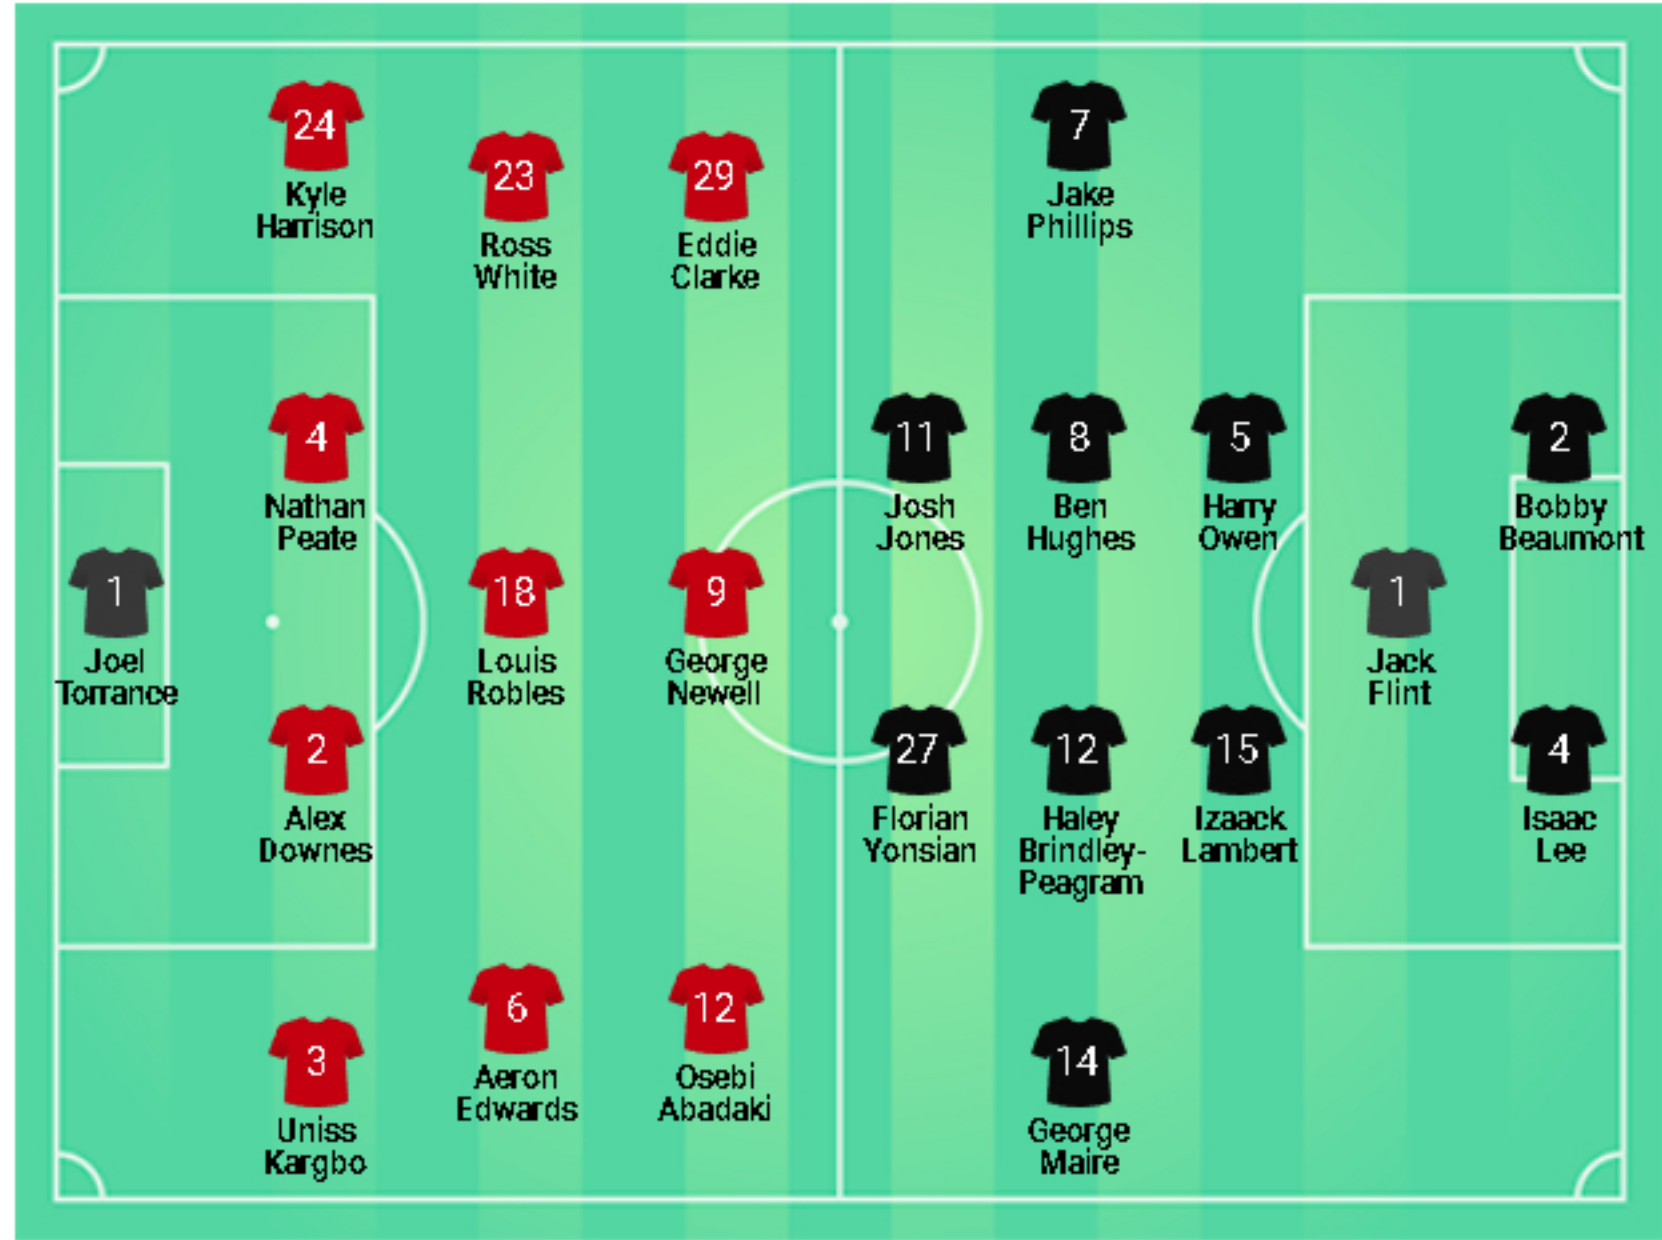 24
Kyle
Harrison
23
Ross
White
29
Eddie
Clarke
7
Jake
Phillips
4
Nathan
Peate
11
Josh
Jones
8
Ben
Hughes
5
Harry
Owen
2
Bobby
Beaumont
1
Joel
Torrance
18
Louis
Robles
9
George
Newell
1
Jack
Flint
2
Alex
Downes
27
Florian
Yonsian
12
Haley
Brindley-
Peagram
15
Izaack
Lambert
4
Isaac
Lee
3
Uniss
Kargbo
6
Aeron
Edwards
12
Osebi
Abadaki
14
George
Maire